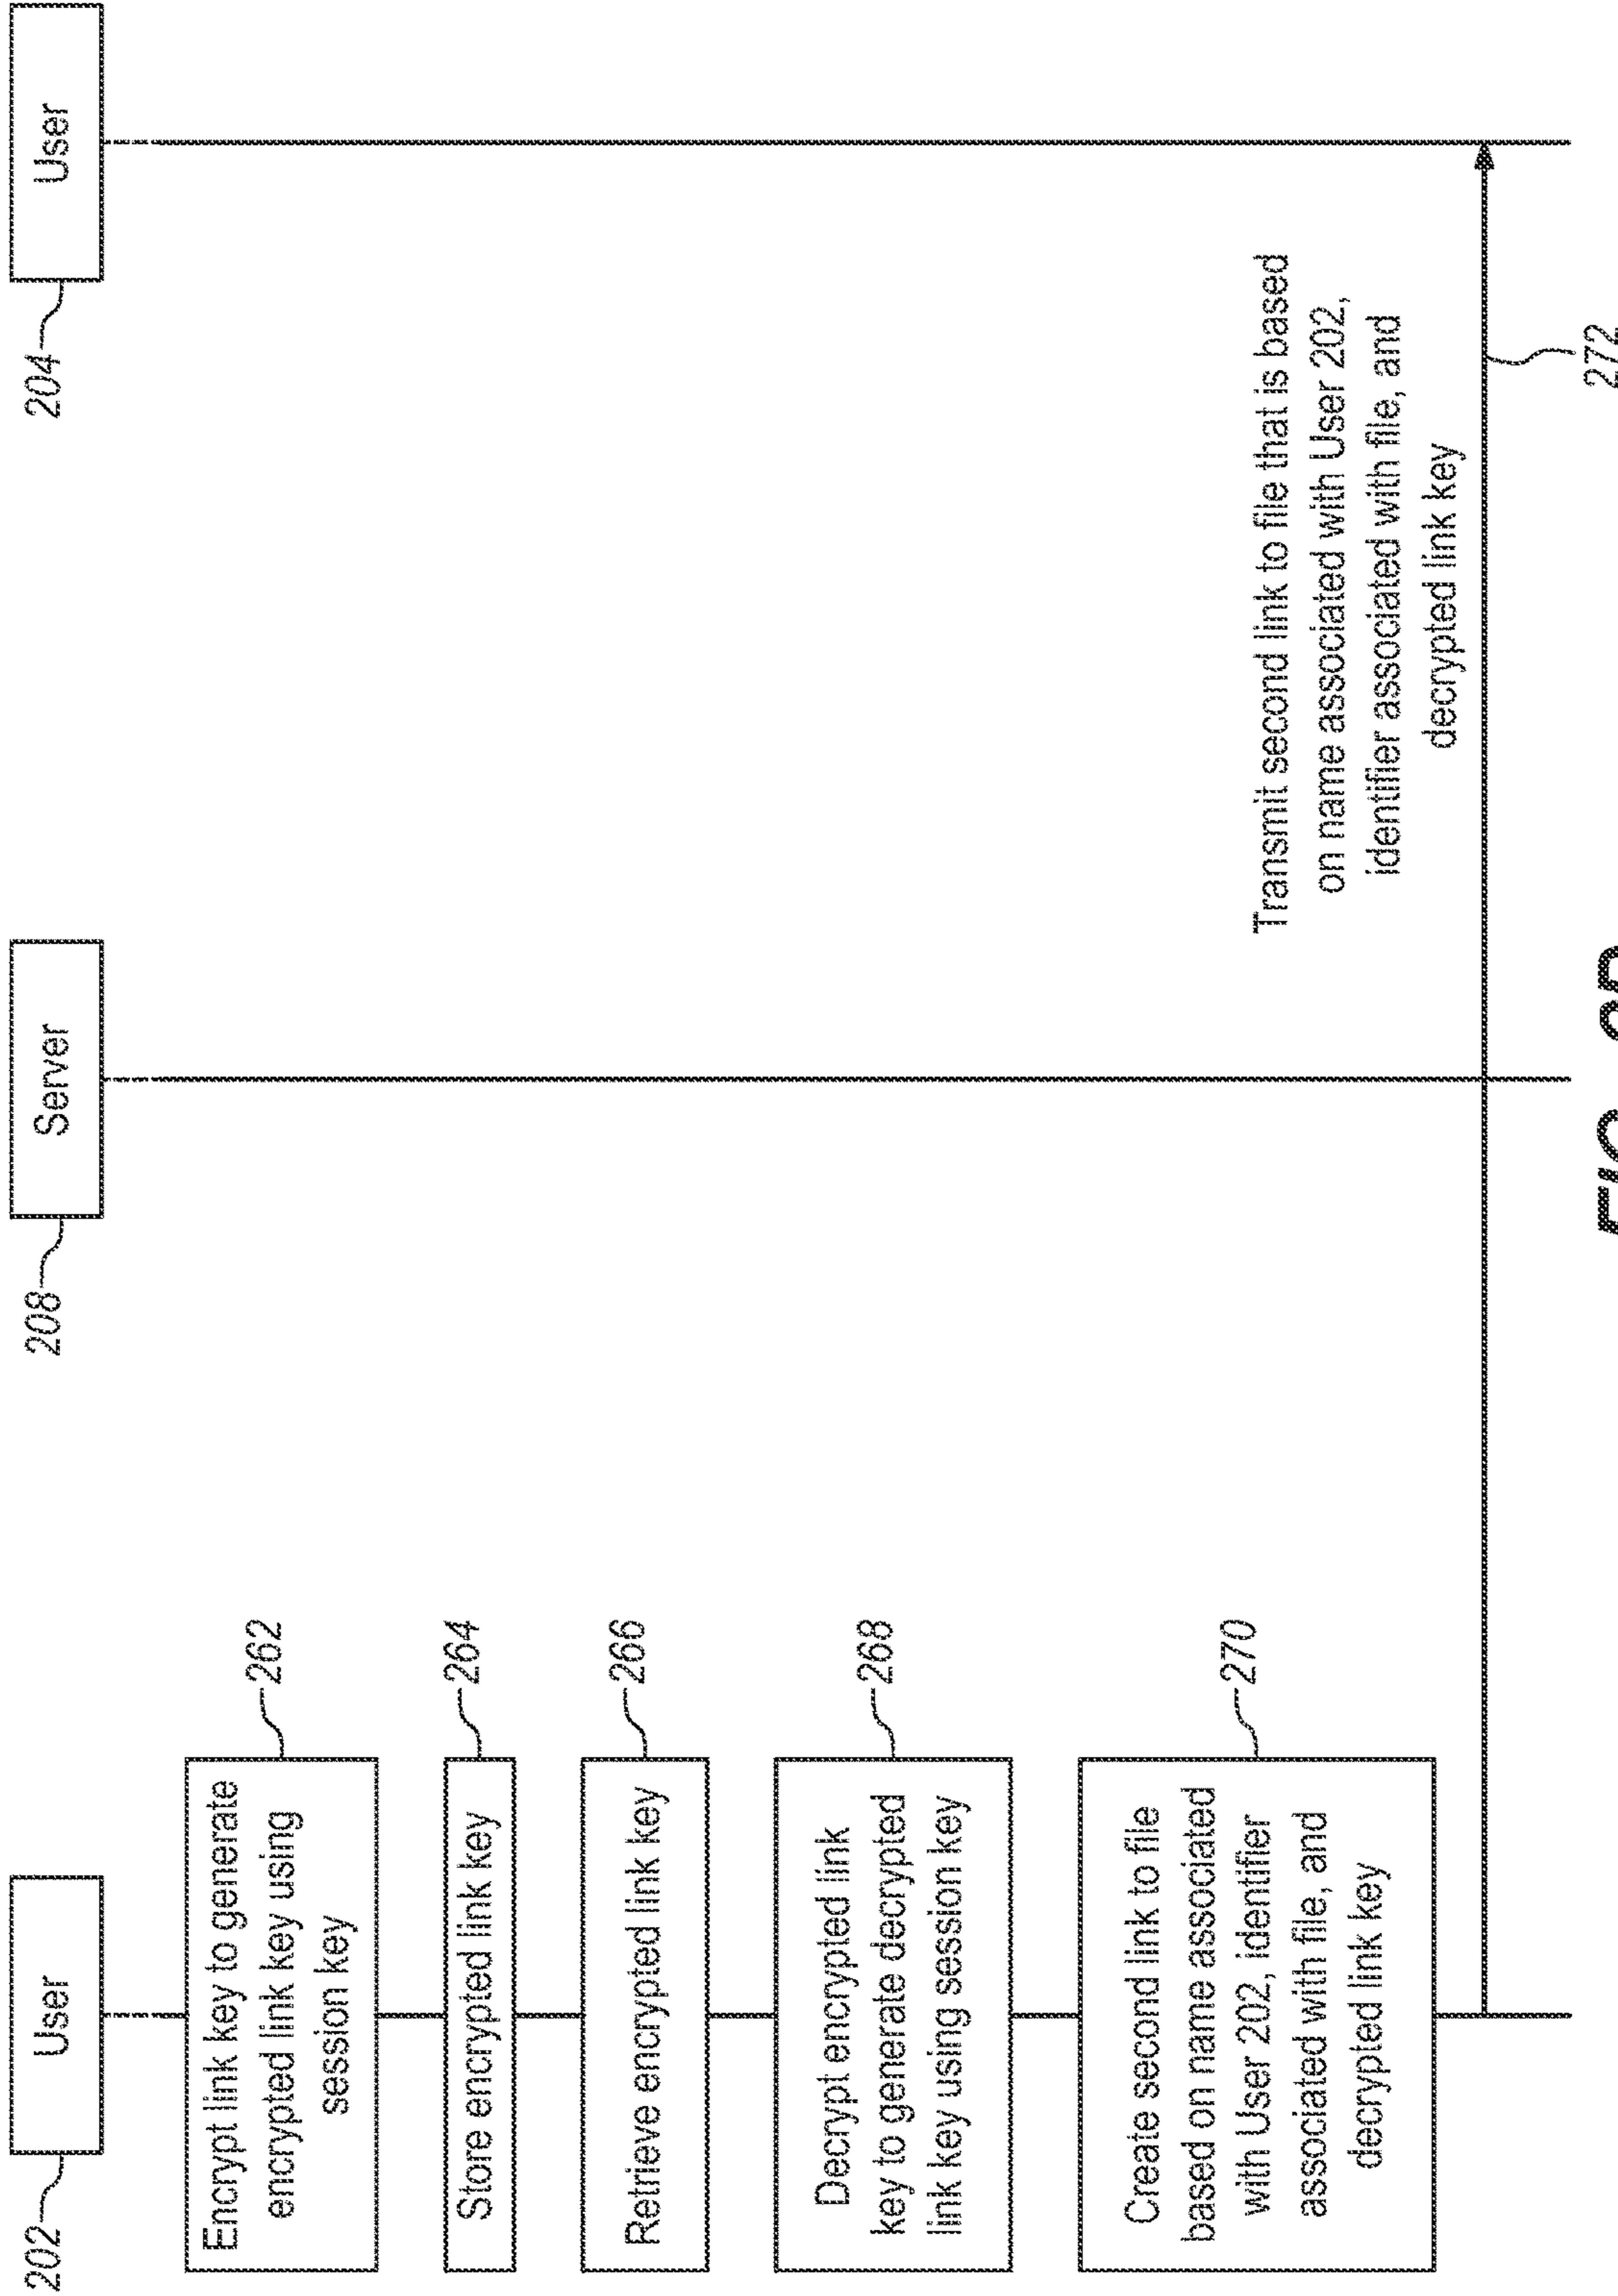 202
User
208
Server
204
User
Encrypt link key to generate
encrypted link key using
session key
262
Store encrypted link key
264
Retrieve encrypted link key
266
Decrypt encrypted link
key to generate decrypted
link key using session key
268
Create second link to file
based on name associated
with User 202, identifier
associated with file, and
decrypted link key
270
Transmit second link to file that is based
on name associated with User 202,
identifier associated with file, and
decrypted link key
272